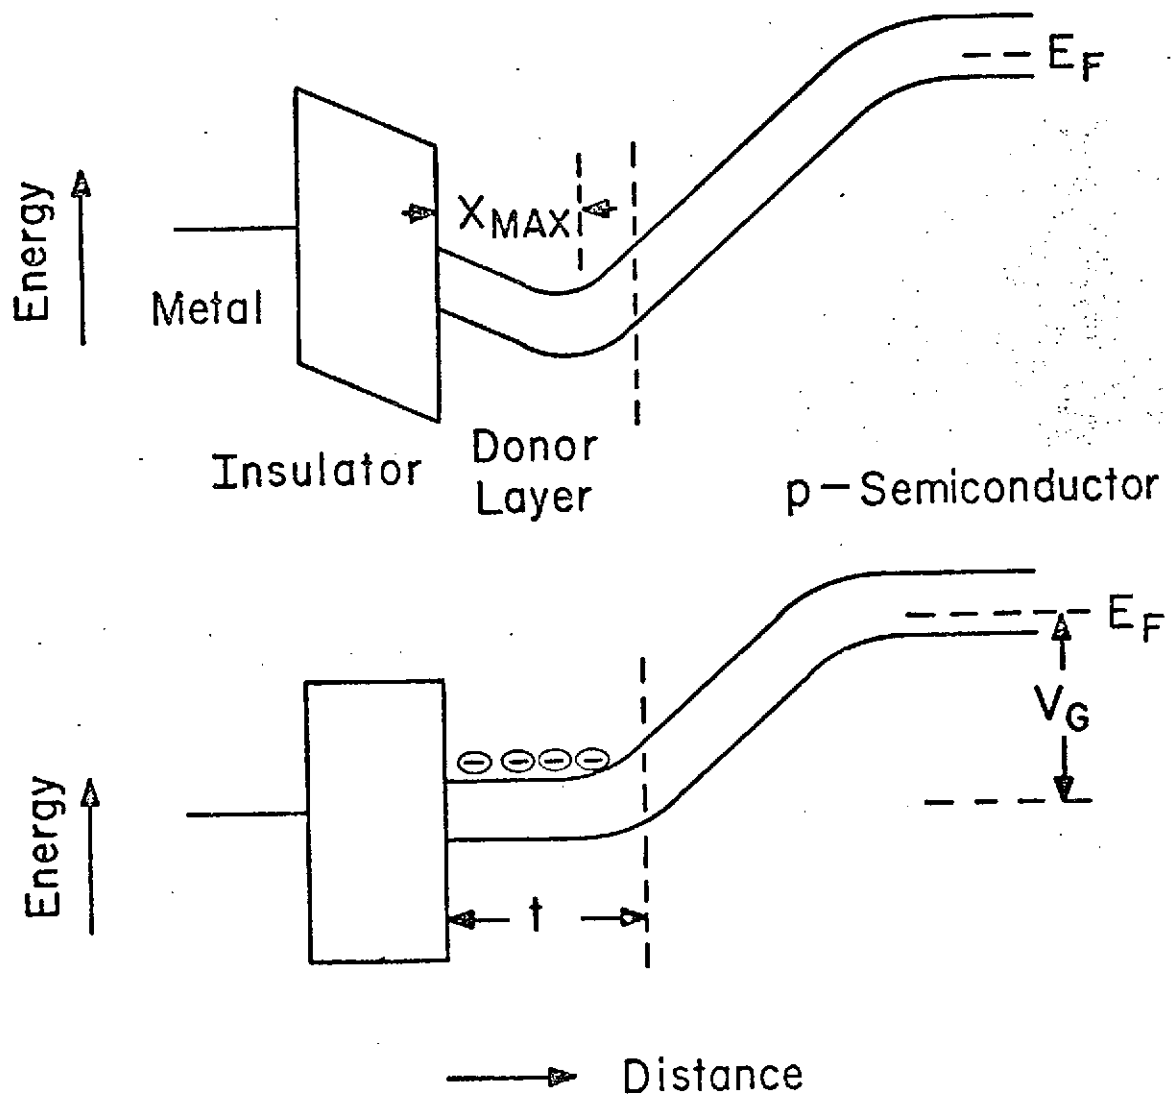 E_F
Energy
X_MAX
Metal
Insulator
Donor
Layer
p-Semiconductor
E_F
V_G
Energy
t
Distance